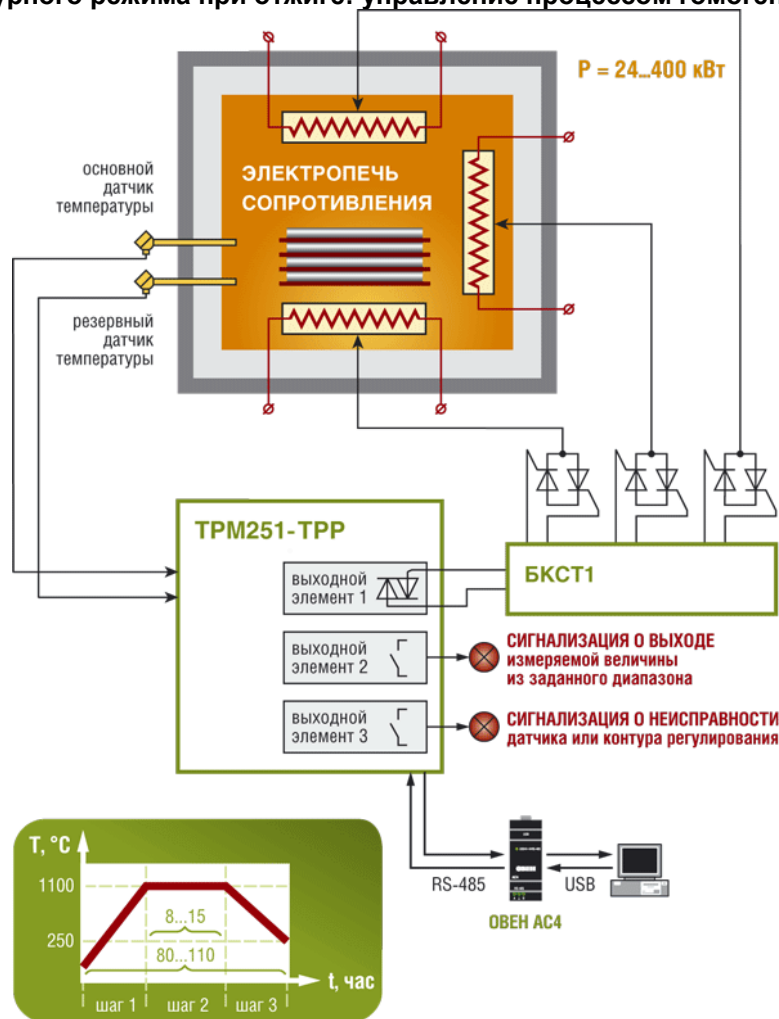 урного режима при отжиге: управление процессом гомоген
P = 24...400 кВт
основной
датчик
температуры
ЭЛЕКТРОПЕЧЬ
СОПРОТИВЛЕНИЯ
резервный
датчик
температуры
ТРМ251-ТРР
БКСТ1
выходной
элемент 1
выходной
элемент 2
СИГНАЛИЗАЦИЯ О ВЫХОДЕ
измеряемой величины
из заданного диапазона
выходной
элемент 3
СИГНАЛИЗАЦИЯ О НЕИСПРАВНОСТИ
датчика или контура регулирования
RS-485
USB
ОВЕН АС4
T, °C
1100
8...15
250
80...110
t, час
шаг 1
шаг 2
шаг 3